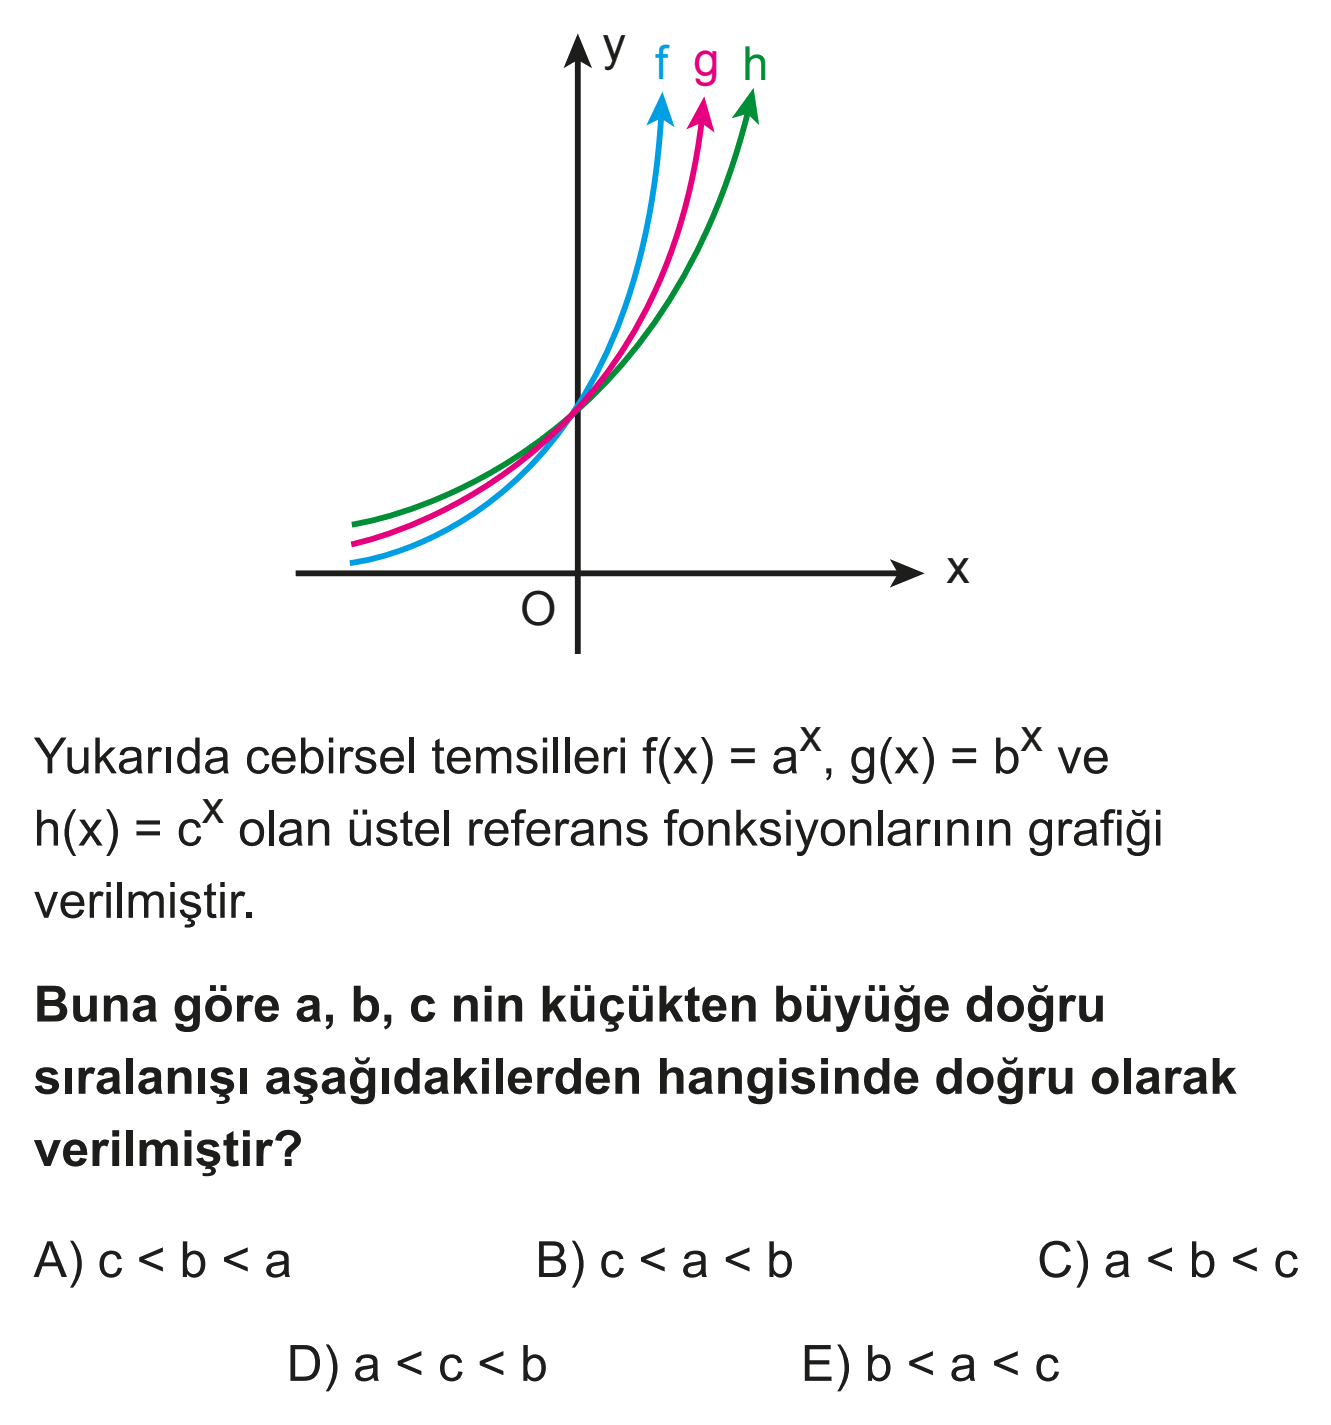 y
f g h
x
O
Yukarıda cebirsel temsilleri f(x) = a^x, g(x) = b^x ve
h(x) = c^x olan üstel referans fonksiyonlarının grafiği
verilmiştir.
Buna göre a, b, c nin küçükten büyüğe doğru
sıralanışı aşağıdakilerden hangisinde doğru olarak
verilmiştir?
A) c < b < a B) c < a < b C) a < b < c
D) a < c < b E) b < a < c